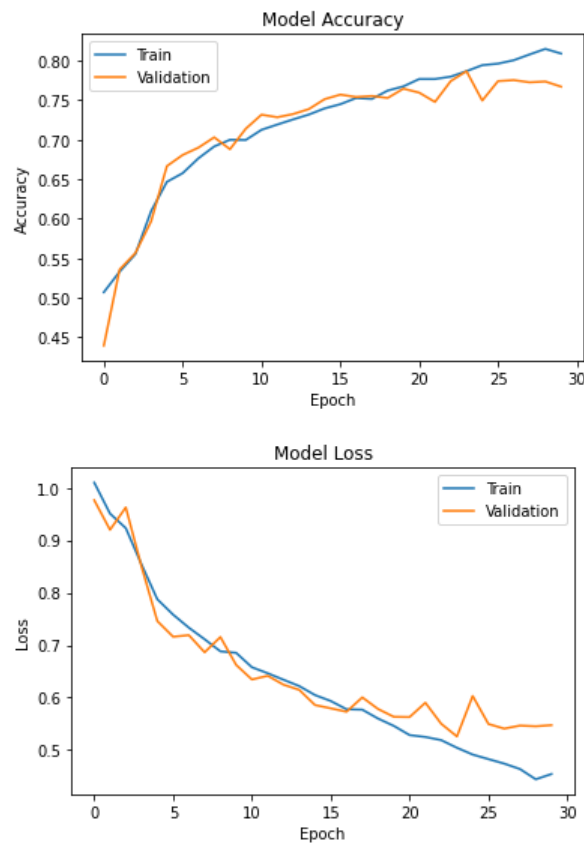 Model Accuracy
Train
Validation
0.80
0.75
0.70
0.65
0.60
0.55
0.50
0.45
Accuracy
0 5 10 15 20 25 30
Epoch
Model Loss
Train
Validation
1.0
0.9
0.8
0.7
0.6
0.5
Loss
0 5 10 15 20 25 30
Epoch